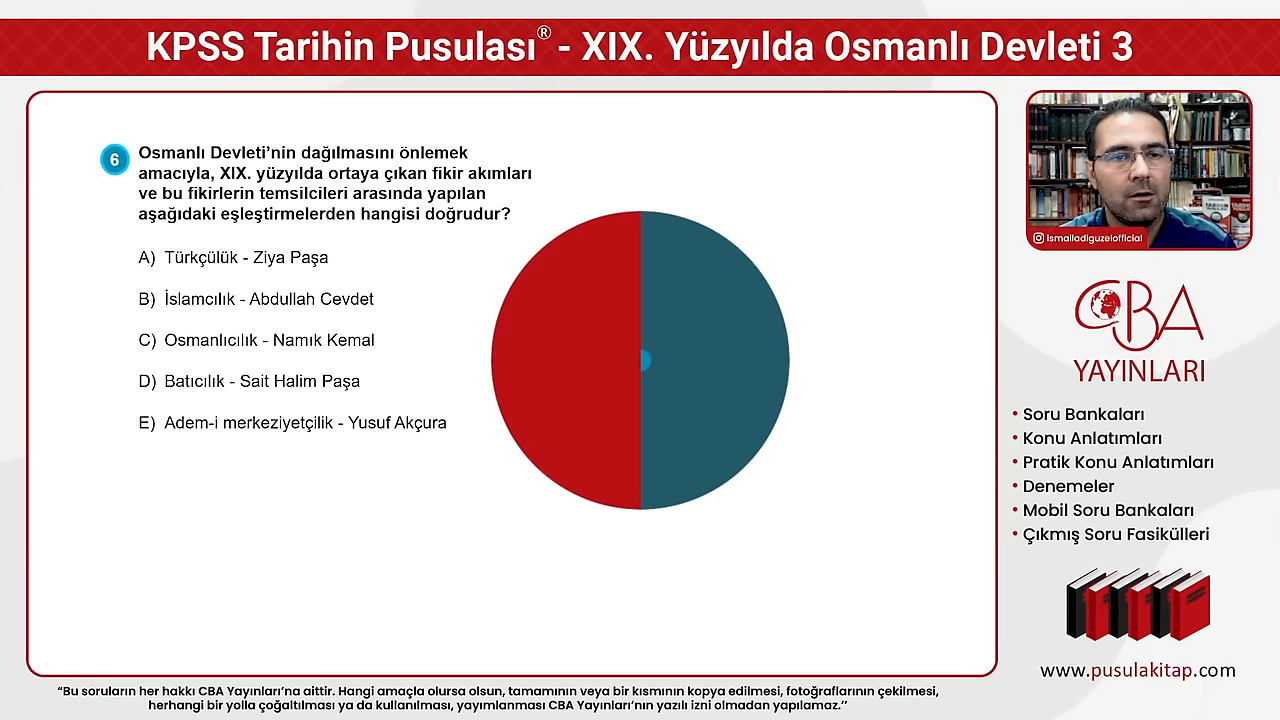 KPSS Tarihin Pusulası® - XIX. Yüzyılda Osmanlı Devleti 3
6
Osmanlı Devleti’nin dağılmasını önlemek
amacıyla, XIX. yüzyılda ortaya çıkan fikir akımları
ve bu fikirlerin temsilcileri arasında yapılan
aşağıdaki eşleştirmelerden hangisi doğrudur?
A) Türkçülük - Ziya Paşa
B) İslamcılık - Abdullah Cevdet
C) Osmanlıcılık - Namık Kemal
D) Batıcılık - Sait Halim Paşa
E) Adem-i merkeziyetçilik - Yusuf Akçura
ismailadiguzelofficial
CBA
YAYINLARI
• Soru Bankaları
• Konu Anlatımları
• Pratik Konu Anlatımları
• Denemeler
• Mobil Soru Bankaları
• Çıkmış Soru Fasikülleri
www.pusulakitap.com
“Bu soruların her hakkı CBA Yayınları’na aittir. Hangi amaçla olursa olsun, tamamının veya bir kısmının kopya edilmesi, fotoğraflarının çekilmesi,
herhangi bir yolla çoğaltılması ya da kullanılması, yayımlanması CBA Yayınları’nın yazılı izni olmadan yapılamaz.’’